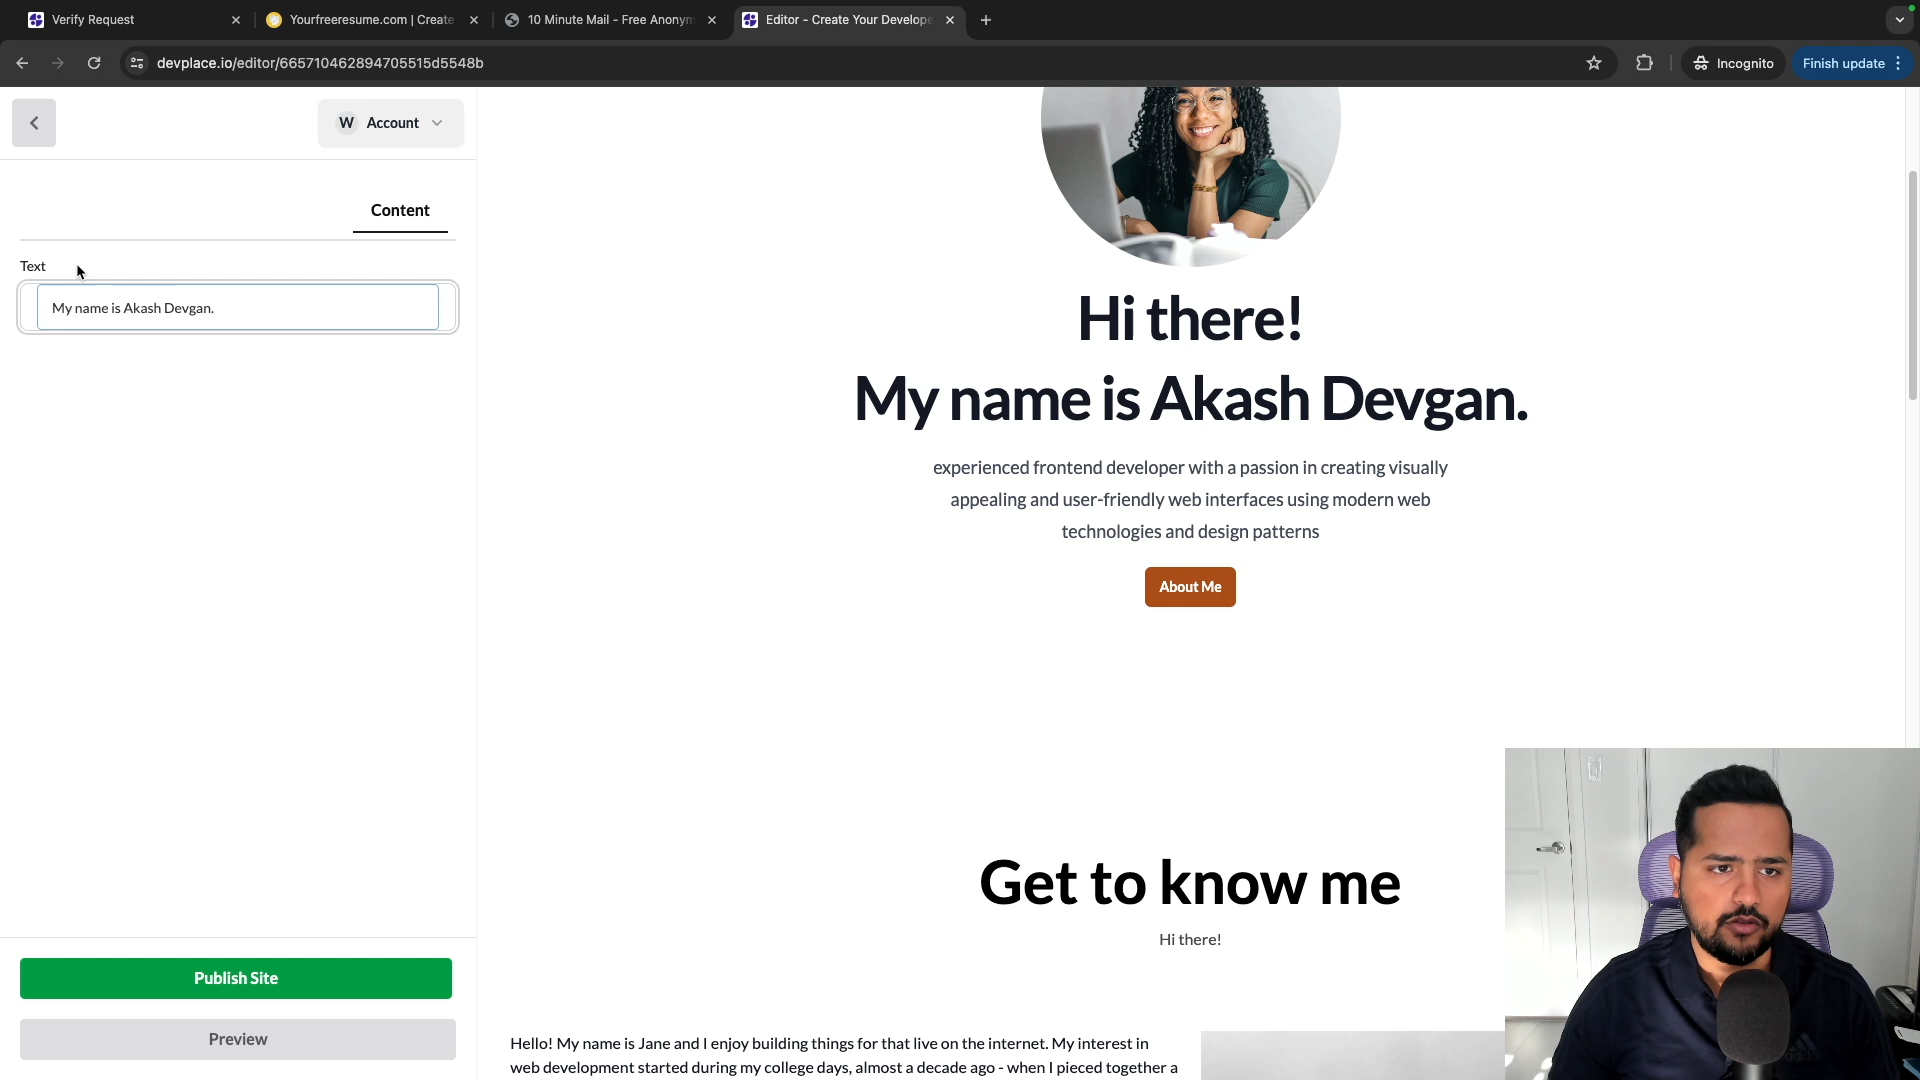 Verify Request
Yourfreeresume.com | Create
10 Minute Mail - Free Anonym
Editor - Create Your Develope
devplace.io/editor/665710462894705515d5548b
Incognito
Finish update
W Account
Content
Text
My name is Akash Devgan.
Publish Site
Preview
Hi there!
My name is Akash Devgan.
experienced frontend developer with a passion in creating visually
appealing and user-friendly web interfaces using modern web
technologies and design patterns
About Me
Get to know me
Hi there!
Hello! My name is Jane and I enjoy building things for that live on the internet. My interest in
web development started during my college days, almost a decade ago - when I pieced together a